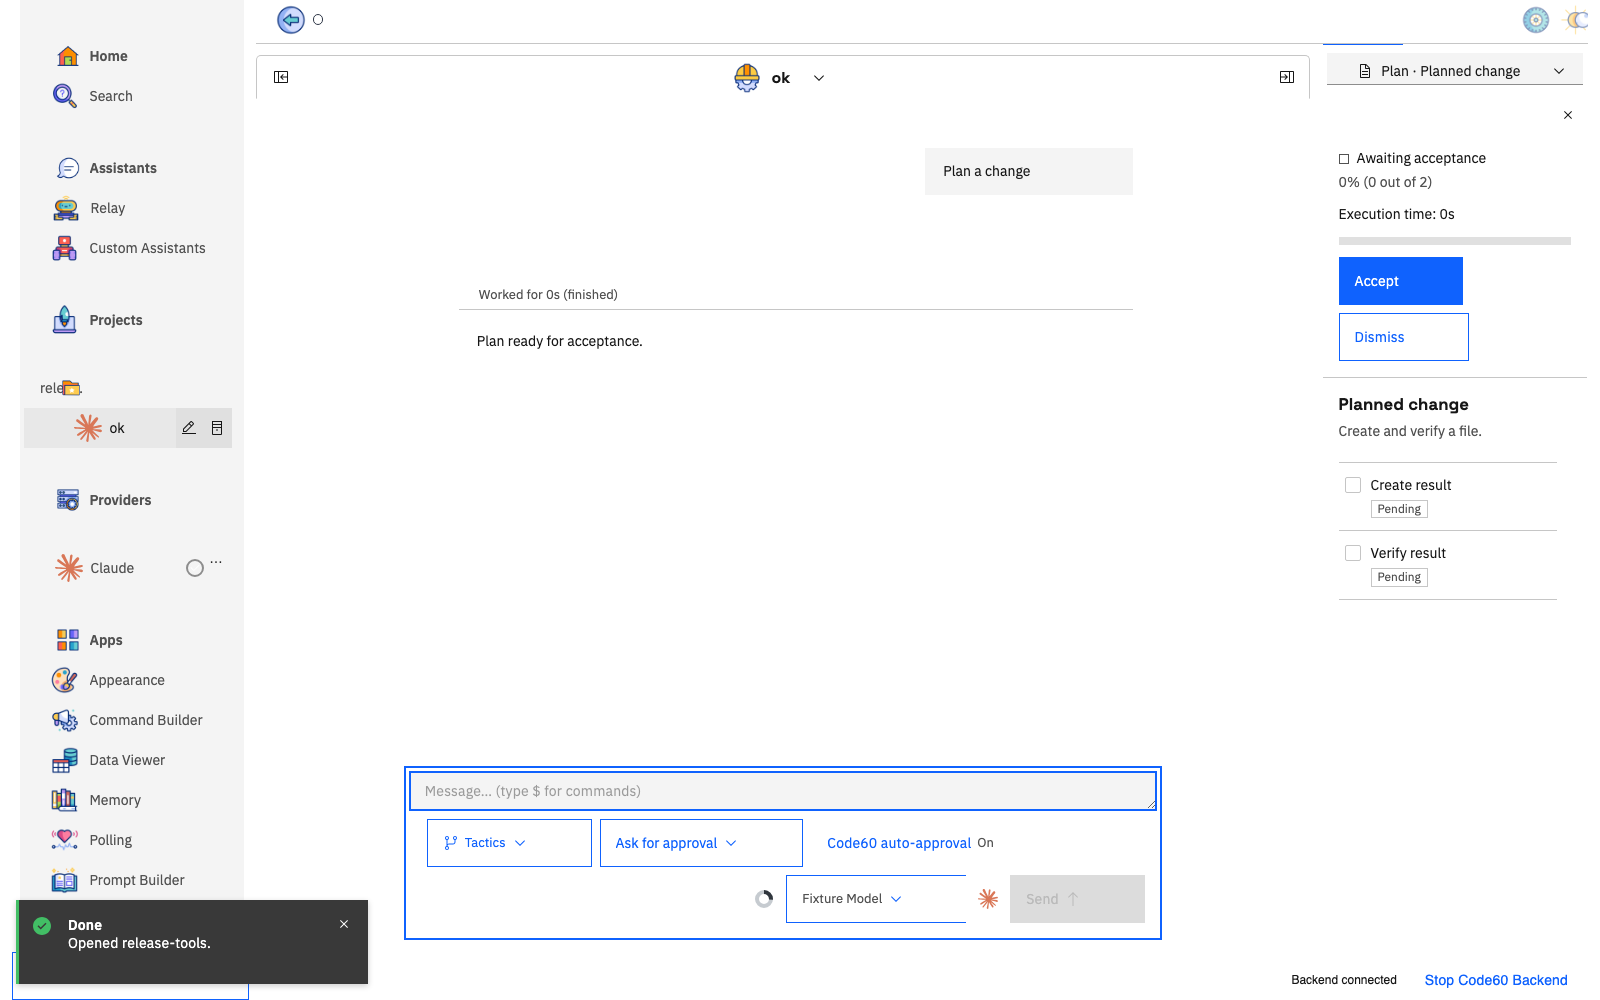 Home
Search
Assistants
Relay
Custom Assistants
Projects
rele
ok
Providers
Claude
...
Apps
Appearance
Command Builder
Data Viewer
Memory
Polling
Prompt Builder
Done
Opened release-tools.
ok
Plan a change
Worked for 0s (finished)
Plan ready for acceptance.
Message... (type $ for commands)
Tactics
Ask for approval
Code60 auto-approval On
Fixture Model
Send
Plan · Planned change
Awaiting acceptance
0% (0 out of 2)
Execution time: 0s
Accept
Dismiss
Planned change
Create and verify a file.
Create result
Pending
Verify result
Pending
Backend connected
Stop Code60 Backend